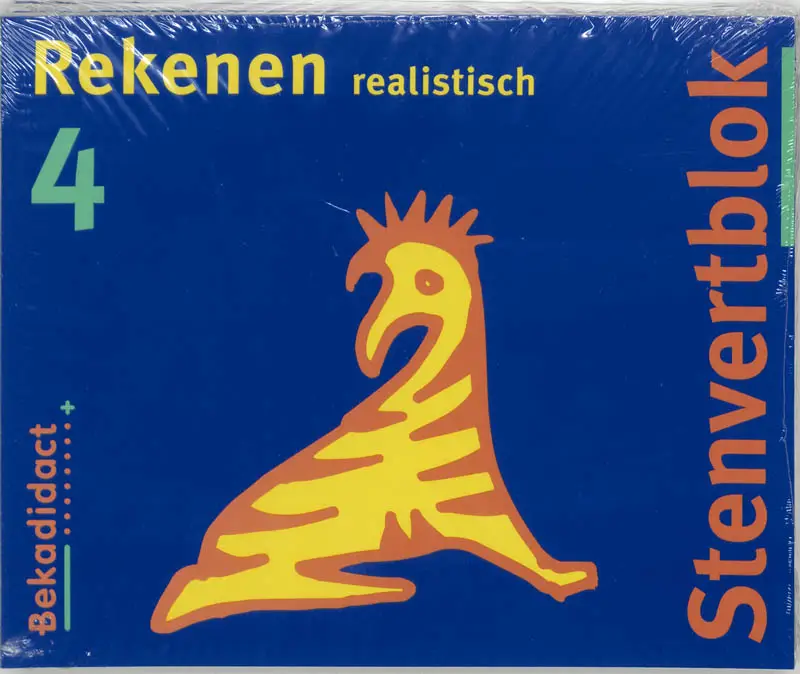 Rekenen realistisch
4
Stenvertblok
Bekadidact